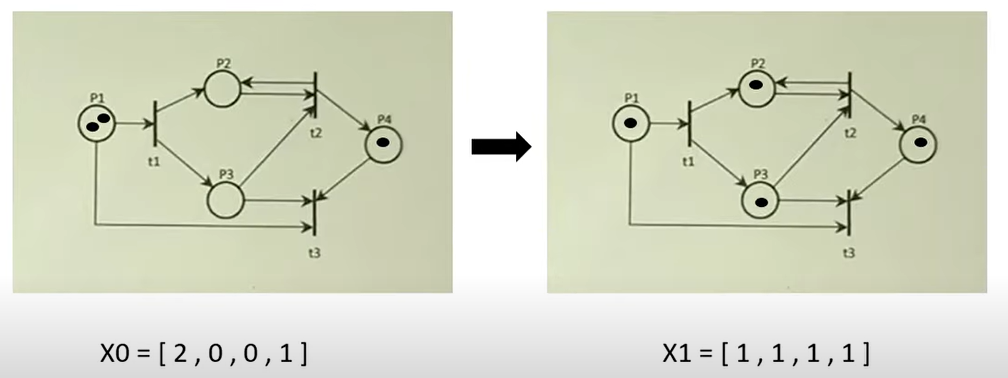 P1
P2
P3
P4
t1
t2
t3
P1
P2
P3
P4
t1
t2
t3
X0 = [ 2 , 0 , 0 , 1 ]
X1 = [ 1 , 1 , 1 , 1 ]